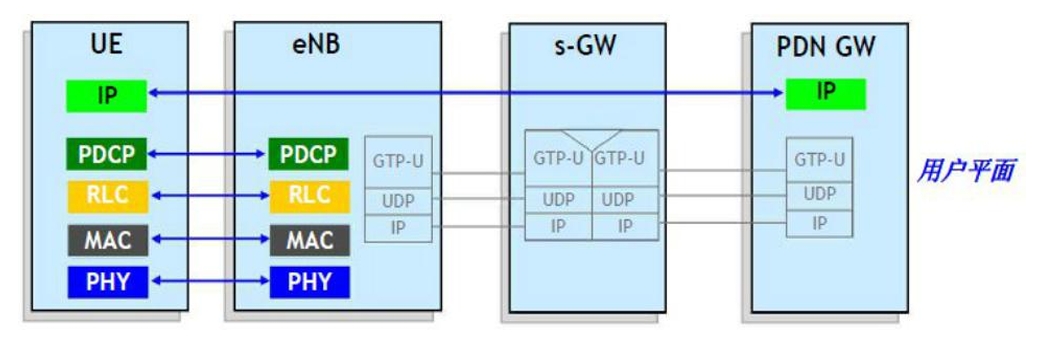 UE
eNB
s-GW
PDN GW
IP
IP
PDCP
PDCP
GTP-U
GTP-U
GTP-U
GTP-U
用户平面
RLC
RLC
UDP
UDP
UDP
UDP
IP
IP
IP
IP
MAC
MAC
PHY
PHY